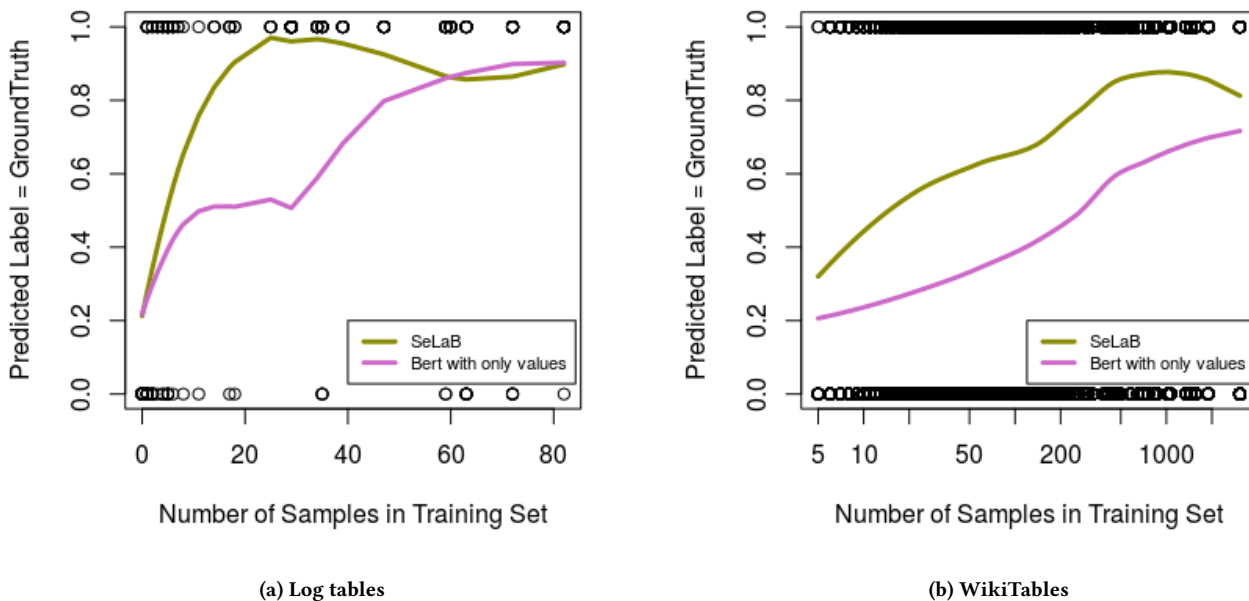 Predicted Label = GroundTruth
1.0
0.8
0.6
0.4
0.2
0.0
SeLaB
Bert with only values
0 20 40 60 80
Number of Samples in Training Set
(a) Log tables
Predicted Label = GroundTruth
1.0
0.8
0.6
0.4
0.2
0.0
SeLaB
Bert with only values
5 10 50 200 1000
Number of Samples in Training Set
(b) WikiTables